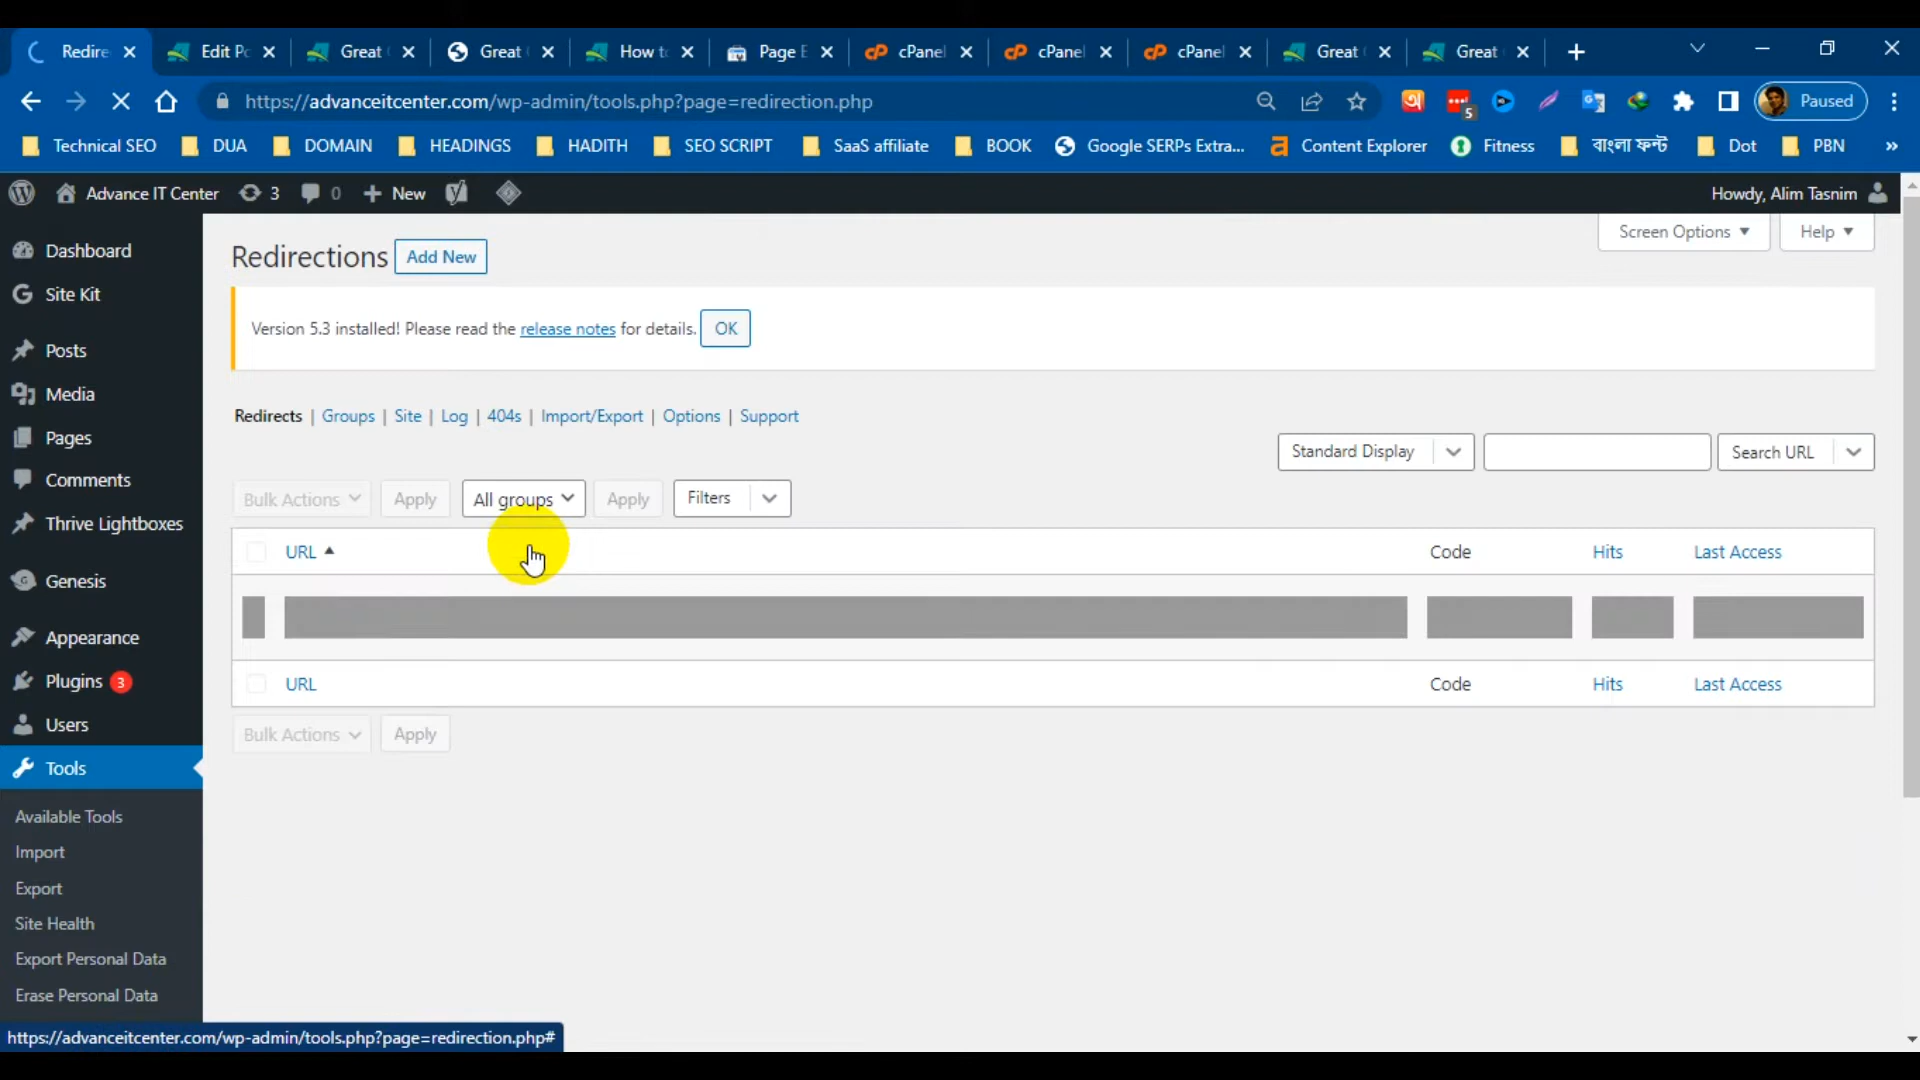 Redire Edit Po Great Great How to Page E cPanel cPanel cPanel Great Great
https://advanceitcenter.com/wp-admin/tools.php?page=redirection.php 5 Paused
Technical SEO DUA DOMAIN HEADINGS HADITH SEO SCRIPT SaaS affiliate BOOK Google SERPs Extra... Content Explorer Fitness বাংলা ফন্ট Dot PBN »
Advance IT Center 3 0 + New Howdy, Alim Tasnim
Screen Options Help
Redirections Add New
Version 5.3 installed! Please read the release notes for details. OK
Redirects | Groups | Site | Log | 404s | Import/Export | Options | Support
Standard Display Search URL
Bulk Actions Apply All groups Apply Filters
URL Code Hits Last Access
URL Code Hits Last Access
Bulk Actions Apply
Dashboard
Site Kit
Posts
Media
Pages
Comments
Thrive Lightboxes
Genesis
Appearance
Plugins 3
Users
Tools
Available Tools
Import
Export
Site Health
Export Personal Data
Erase Personal Data
https://advanceitcenter.com/wp-admin/tools.php?page=redirection.php#